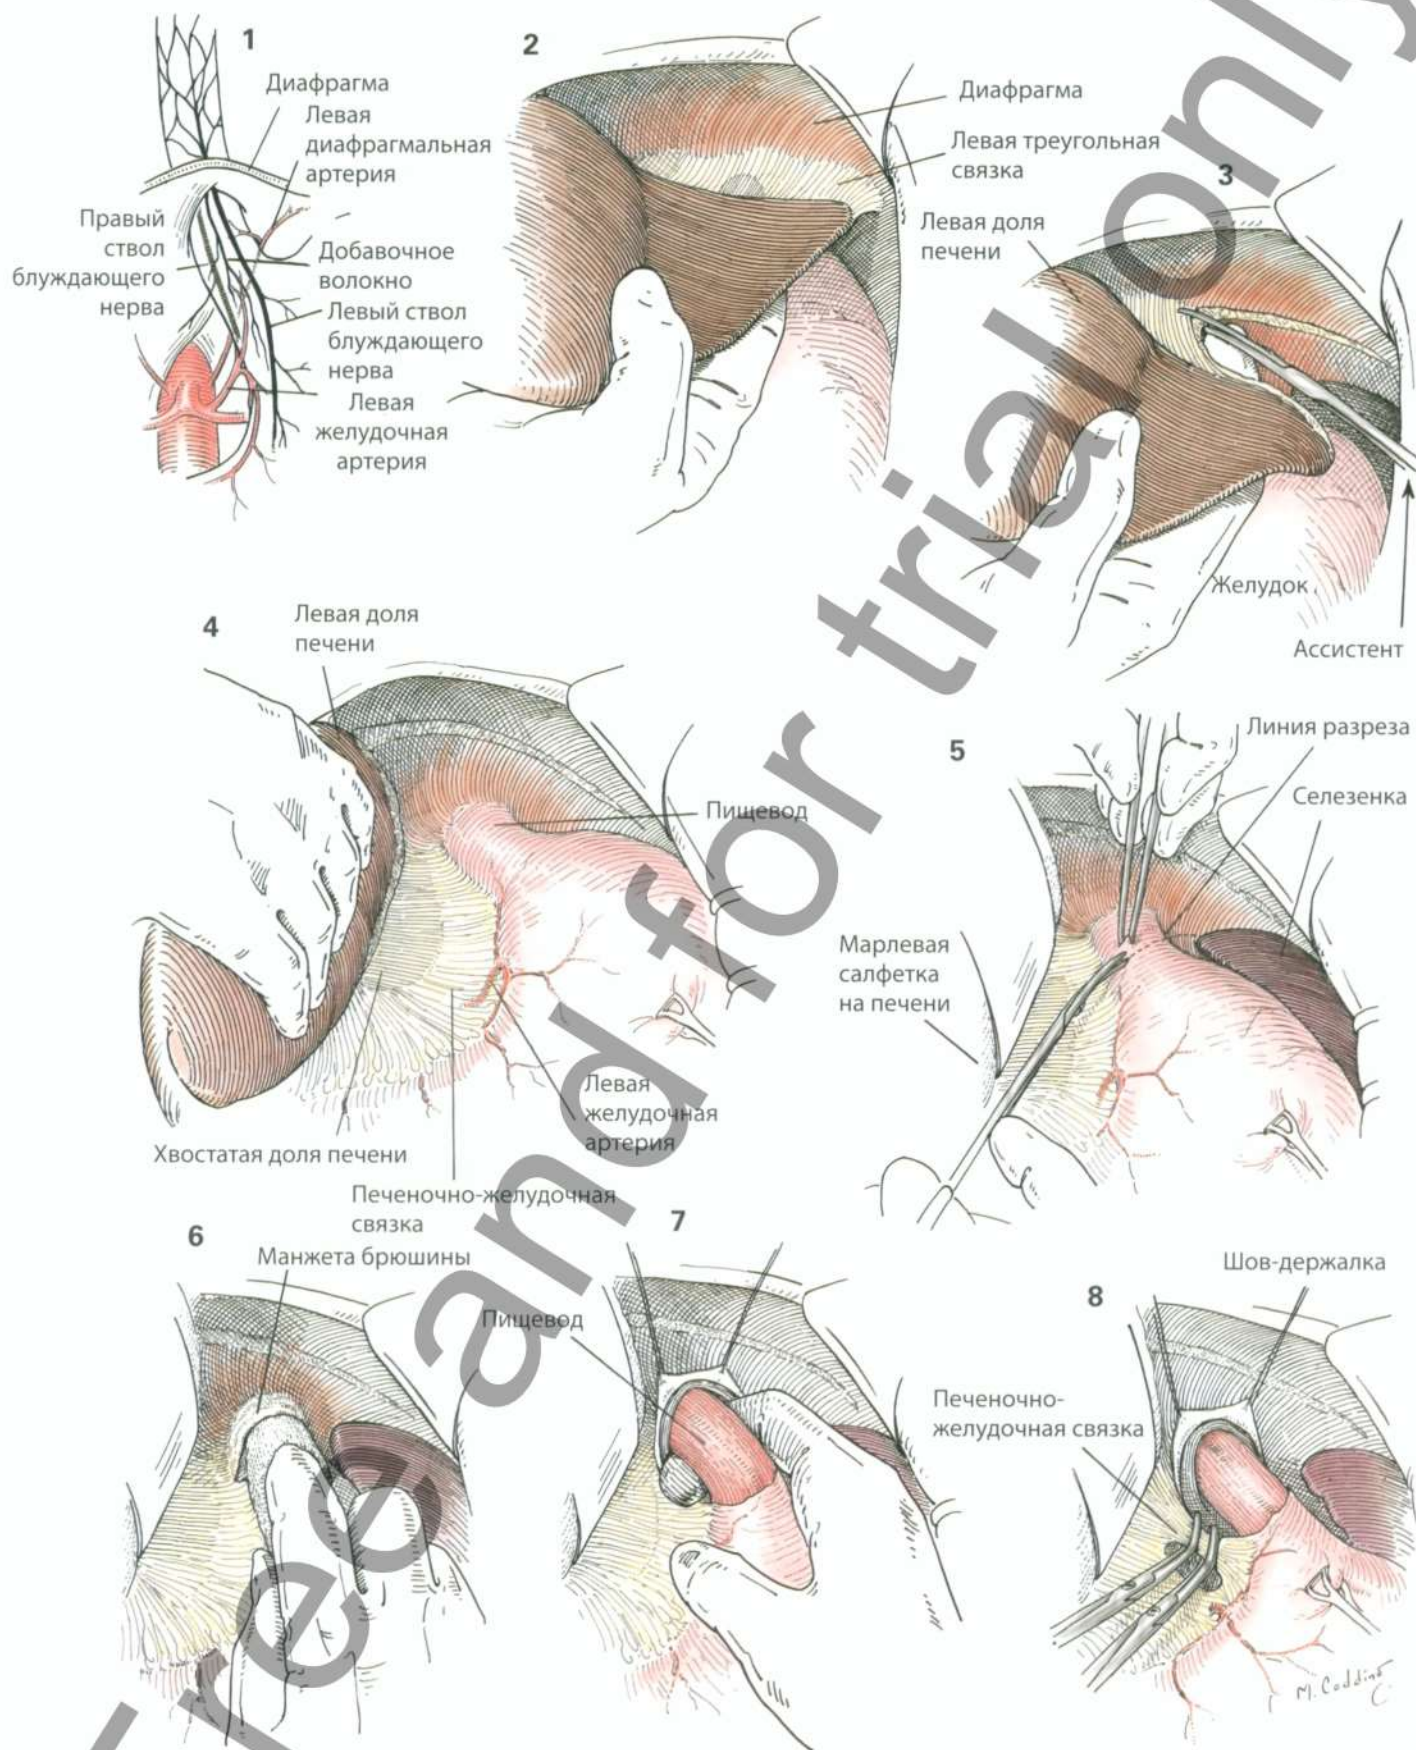 1
Диафрагма
Левая
диафрагмальная
артерия
Правый
ствол
блуждающего
нерва
Добавочное
волокно
Левый ствол
блуждающего
нерва
Левая
желудочная
артерия
2
Диафрагма
Левая треугольная
связка
3
Левая доля
печени
Желудок
Ассистент
4
Левая доля
печени
Пищевод
Левая
желудочная
артерия
Хвостатая доля печени
Печеночно-желудочная
связка
5
Линия разреза
Селезенка
Марлевая
салфетка
на печени
6
Манжета брюшины
7
Пищевод
8
Шов-держалка
Печеночно-
желудочная связка
Free and for trial only